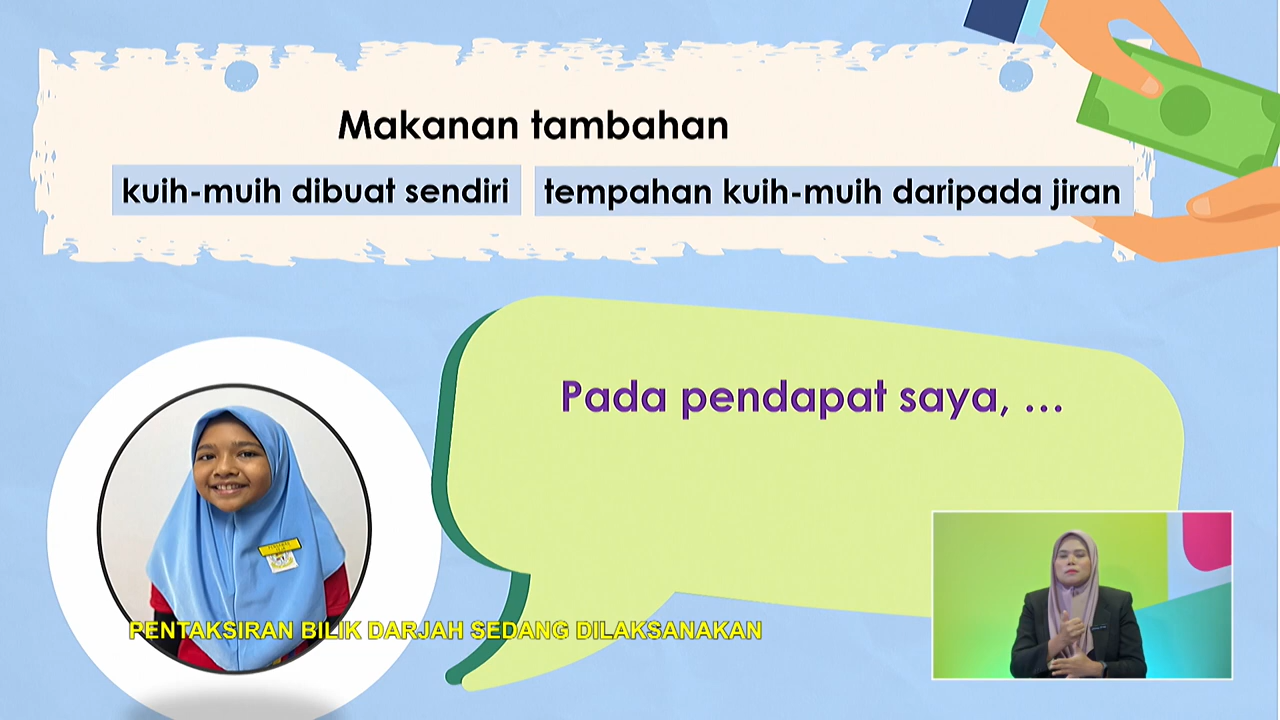 Makanan tambahan
kuih-muih dibuat sendiri
tempahan kuih-muih daripada jiran
Pada pendapat saya, ...
PENTAKSIRAN BILIK DARJAH SEDANG DILAKSANAKAN